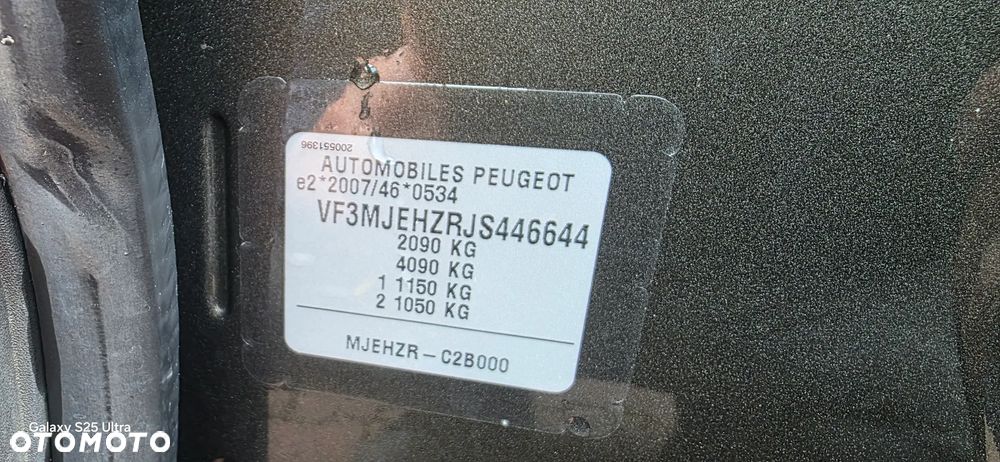 200551396
AUTOMOBILES PEUGEOT
e2*2007/46*0534
VF3MJEHZRJS446644
2090 KG
4090 KG
1 1150 KG
2 1050 KG
MJEHZR - C2B000
Galaxy S25 Ultra
OTOMOTO